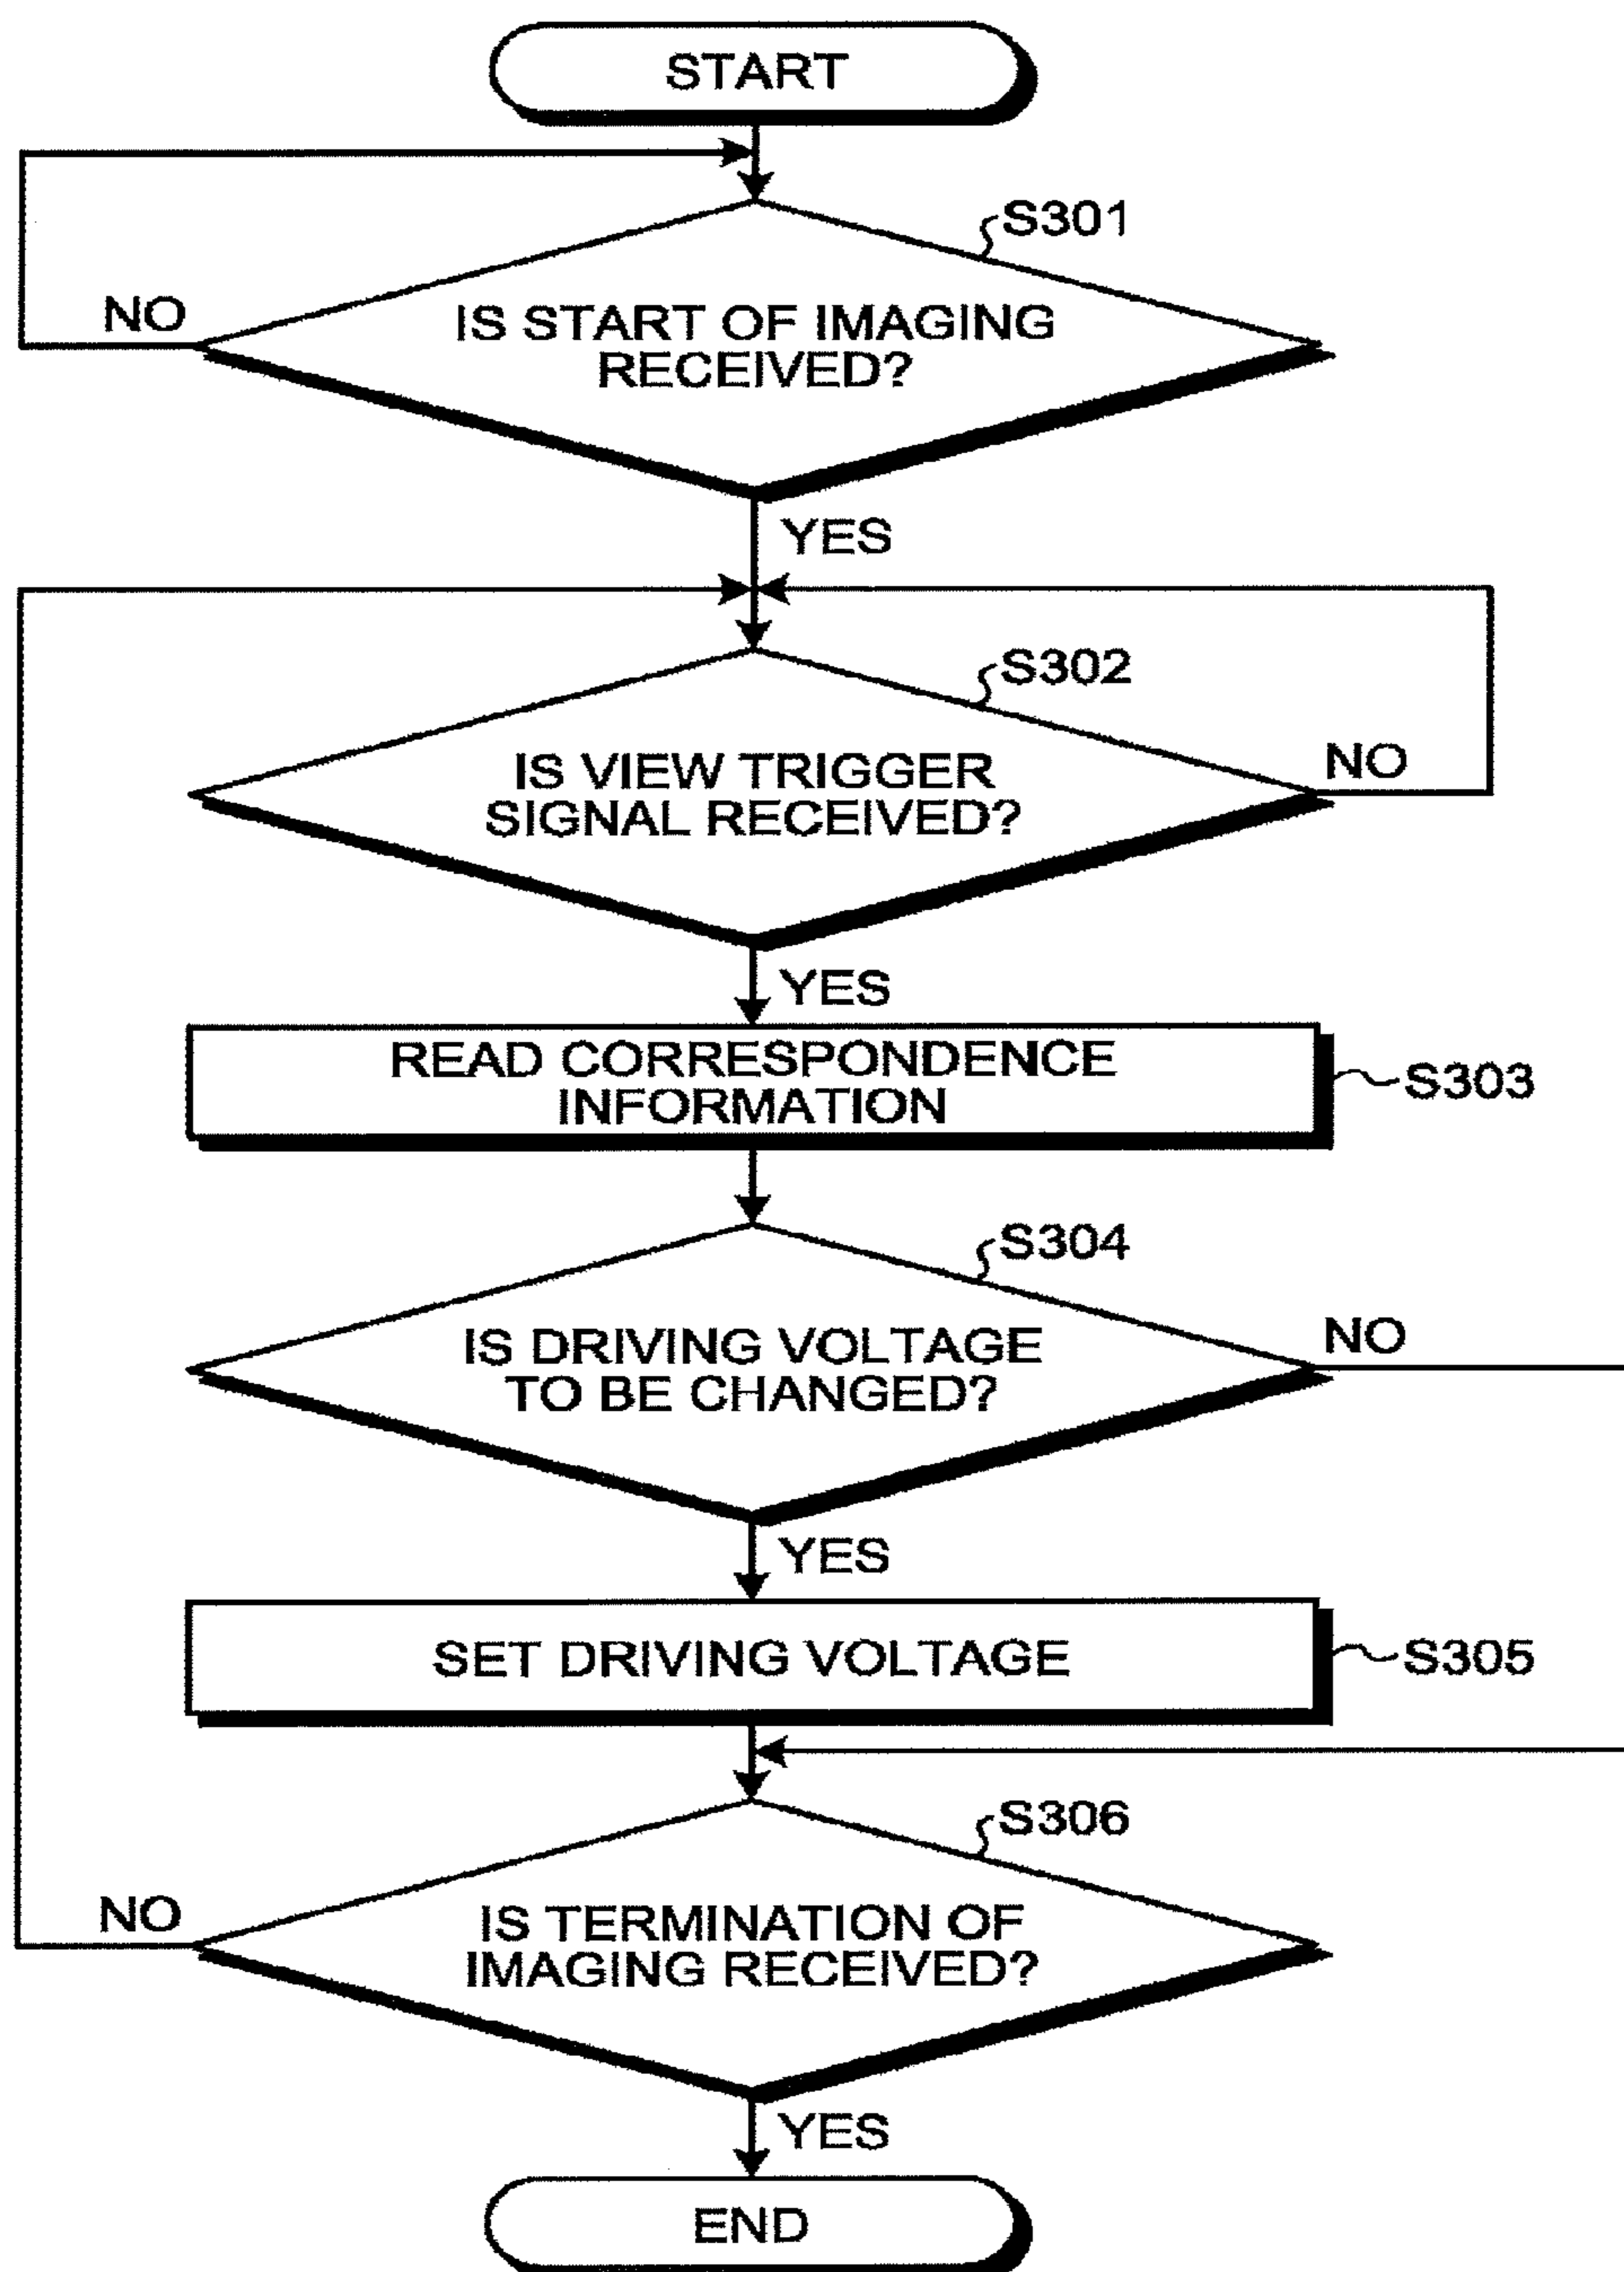 START
S301
NO
IS START OF IMAGING
RECEIVED?
YES
S302
IS VIEW TRIGGER
SIGNAL RECEIVED?
NO
YES
READ CORRESPONDENCE
INFORMATION
S303
S304
IS DRIVING VOLTAGE
TO BE CHANGED?
NO
YES
SET DRIVING VOLTAGE
S305
S306
NO
IS TERMINATION OF
IMAGING RECEIVED?
YES
END